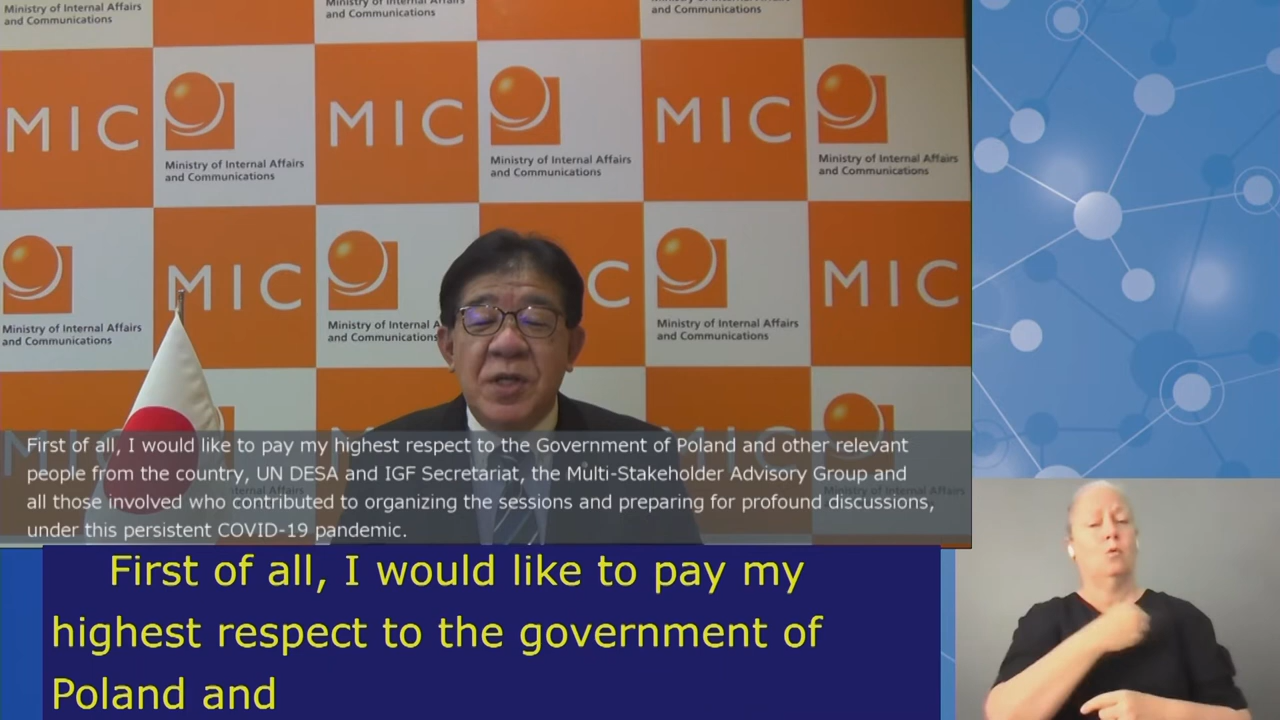 Ministry of Internal Affairs
and Communications
Ministry of Internal Affairs
and Communications
and Communications
MIC
Ministry of Internal Affairs
and Communications
MIC
Ministry of Internal Affairs
and Communications
MIC
Ministry of Internal Affairs
and Communications
Ministry of Internal Affairs
and Communications
MIC
Ministry of Internal A
and Communications
C
Ministry of Internal Affairs
and Communications
MIC
First of all, I would like to pay my highest respect to the Government of Poland and other relevant
people from the country, UN DESA and IGF Secretariat, the Multi-Stakeholder Advisory Group and
all those involved who contributed to organizing the sessions and preparing for profound discussions,
under this persistent COVID-19 pandemic.
First of all, I would like to pay my
highest respect to the government of
Poland and